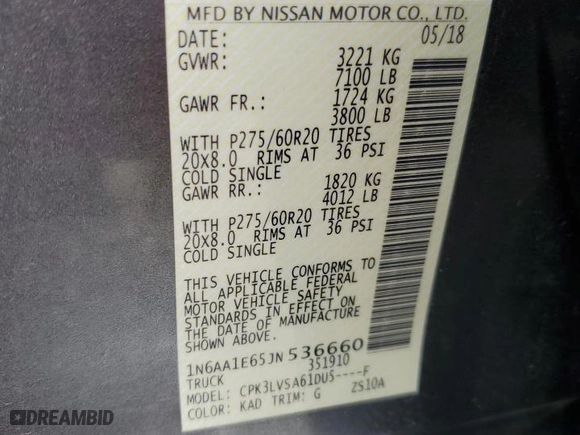 MFD BY NISSAN MOTOR CO., LTD.
DATE: 05/18
GVWR: 3221 KG
7100 LB
GAWR FR.: 1724 KG
3800 LB
WITH P275/60R20 TIRES
20X8.0 RIMS AT 36 PSI
COLD SINGLE
GAWR RR.: 1820 KG
4012 LB
WITH P275/60R20 TIRES
20X8.0 RIMS AT 36 PSI
COLD SINGLE
THIS VEHICLE CONFORMS TO
ALL APPLICABLE FEDERAL
MOTOR VEHICLE SAFETY
STANDARDS IN EFFECT ON
THE DATE OF MANUFACTURE
1N6AA1E65JN536660
TRUCK 351910
MODEL: CPK3LVSA61DU5----F
COLOR: KAD TRIM: G ZS10A
DREAMBID